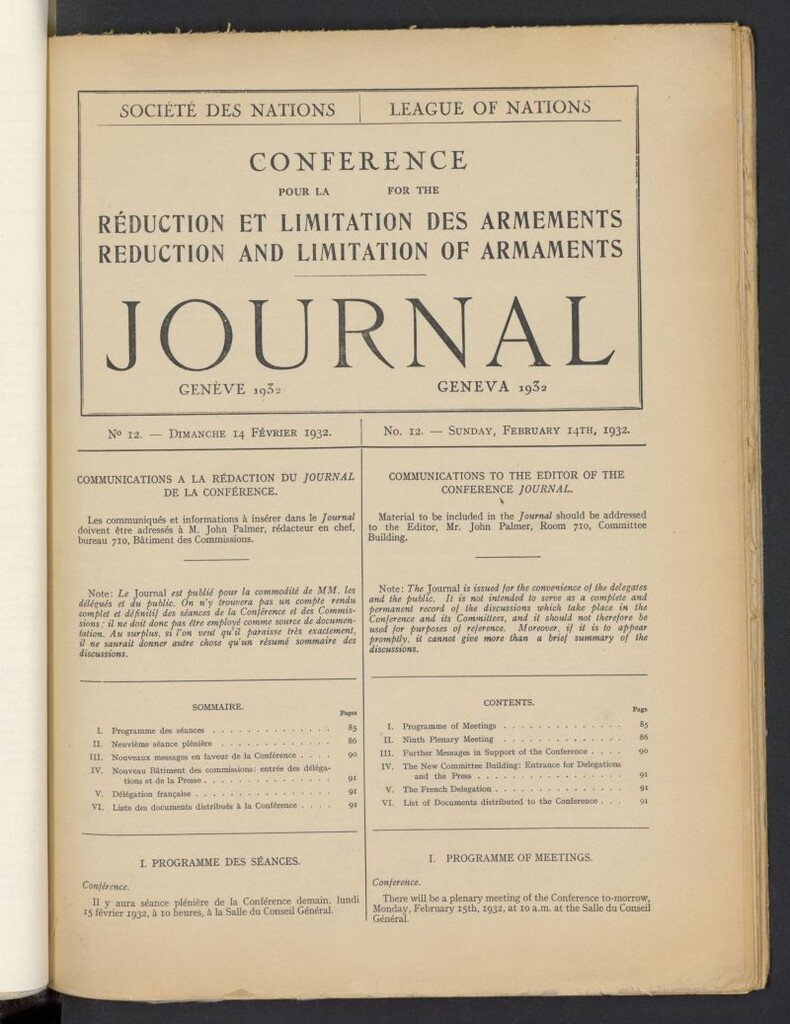 SOCIÉTÉ DES NATIONS
LEAGUE OF NATIONS
CONFERENCE
POUR LA
FOR THE
RÉDUCTION ET LIMITATION DES ARMEMENTS
REDUCTION AND LIMITATION OF ARMAMENTS
JOURNAL
GENÈVE 1932
GENEVA 1932
No 12. — DIMANCHE 14 FÉVRIER 1932.
No. 12. — SUNDAY, FEBRUARY 14TH, 1932.
COMMUNICATIONS A LA RÉDACTION DU JOURNAL
DE LA CONFÉRENCE.
Les communiqués et informations à insérer dans le Journal
doivent être adressés à M. John Palmer, rédacteur en chef,
bureau 710, Bâtiment des Commissions.
Note: Le Journal est publié pour la commodité de MM. les
délégués et du public. On n'y trouvera pas un compte rendu
complet et définitif des séances de la Conférence et des Commis-
sions; il ne doit donc pas être employé comme source de documen-
tation. Au surplus, si l'on veut qu'il paraisse très exactement,
il ne saurait donner autre chose qu'un résumé sommaire des
discussions.
SOMMAIRE.
Pages
I. Programme des séances . . . . . . . . . . . . . 85
II. Neuvième séance plénière . . . . . . . . . . . . 86
III. Nouveaux messages en faveur de la Conférence . . . . 90
IV. Nouveau Bâtiment des commissions: entrée des déléga-
tions et de la Presse . . . . . . . . . . . . . . 91
V. Délégation française . . . . . . . . . . . . . . 91
VI. Liste des documents distribués à la Conférence . . . . 91
I. PROGRAMME DES SÉANCES.
Conférence.
Il y aura séance plénière de la Conférence demain, lundi
15 février 1932, à 10 heures, à la Salle du Conseil Général.
COMMUNICATIONS TO THE EDITOR OF THE
CONFERENCE JOURNAL.
Material to be included in the Journal should be addressed
to the Editor, Mr. John Palmer, Room 710, Committee
Building.
Note: The Journal is issued for the convenience of the delegates
and the public. It is not intended to serve as a complete and
permanent record of the discussions which take place in the
Conference and its Committees, and it should not therefore be
used for purposes of reference. Moreover, if it is to appear
promptly, it cannot give more than a brief summary of the
discussions.
CONTENTS.
Page
I. Programme of Meetings . . . . . . . . . . . . . 85
II. Ninth Plenary Meeting . . . . . . . . . . . . . . 86
III. Further Messages in Support of the Conference . . . . 90
IV. The New Committee Building: Entrance for Delegations
and the Press . . . . . . . . . . . . . . . . . 91
V. The French Delegation . . . . . . . . . . . . . . 91
VI. List of Documents distributed to the Conference . . . 91
I. PROGRAMME OF MEETINGS.
Conference.
There will be a plenary meeting of the Conference to-morrow,
Monday, February 15th, 1932, at 10 a.m. at the Salle du Conseil
Général.